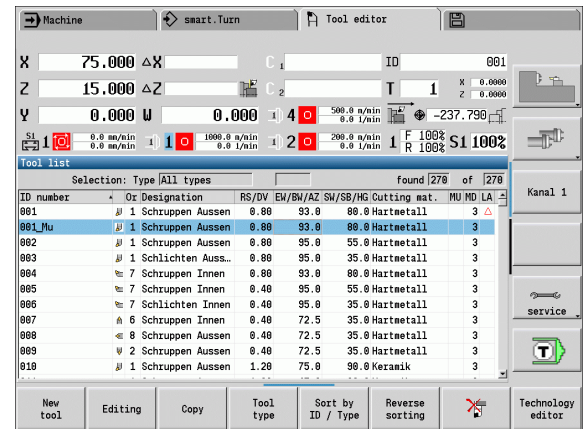 Machine smart.Turn Tool editor
X 75.000 ΔX C 1 ID 001
Z 15.000 ΔZ C 2 T 1 X 0.0000 Z 0.0000
Y 0.000 W 0.000 1) 4 0 500.0 m/min 0.0 1/min -237.790
S1 1 0 0.0 mm/min 0.0 mm/min 1) 1 0 1000.0 m/min 0.0 1/min 1) 2 0 200.0 m/min 0.0 1/min 1 F 100% R 100% S1 100%
Tool list
Selection: Type All types found 270 of 270
ID number Or Designation RS/DV EW/BW/AZ SW/SB/HG Cutting mat. MU MD LA
001 1 Schruppen Aussen 0.80 93.0 80.0 Hartmetall 3
001_Mu 1 Schruppen Aussen 0.80 93.0 80.0 Hartmetall 3
002 1 Schruppen Aussen 0.80 95.0 55.0 Hartmetall 3
003 1 Schlichten Auss… 0.80 95.0 35.0 Hartmetall 3
004 7 Schruppen Innen 0.80 93.0 80.0 Hartmetall 3
005 7 Schruppen Innen 0.40 95.0 55.0 Hartmetall 3
006 7 Schlichten Innen 0.40 95.0 35.0 Hartmetall 3
007 6 Schruppen Innen 0.40 72.5 35.0 Hartmetall 3
008 8 Schruppen Aussen 0.40 72.5 35.0 Hartmetall 3
009 2 Schruppen Aussen 0.40 72.5 35.0 Hartmetall 3
010 1 Schruppen Aussen 1.20 75.0 90.0 Keramik 3
Kanal 1
service
T
New tool
Editing
Copy
Tool type
Sort by ID / Type
Reverse sorting
Technology editor